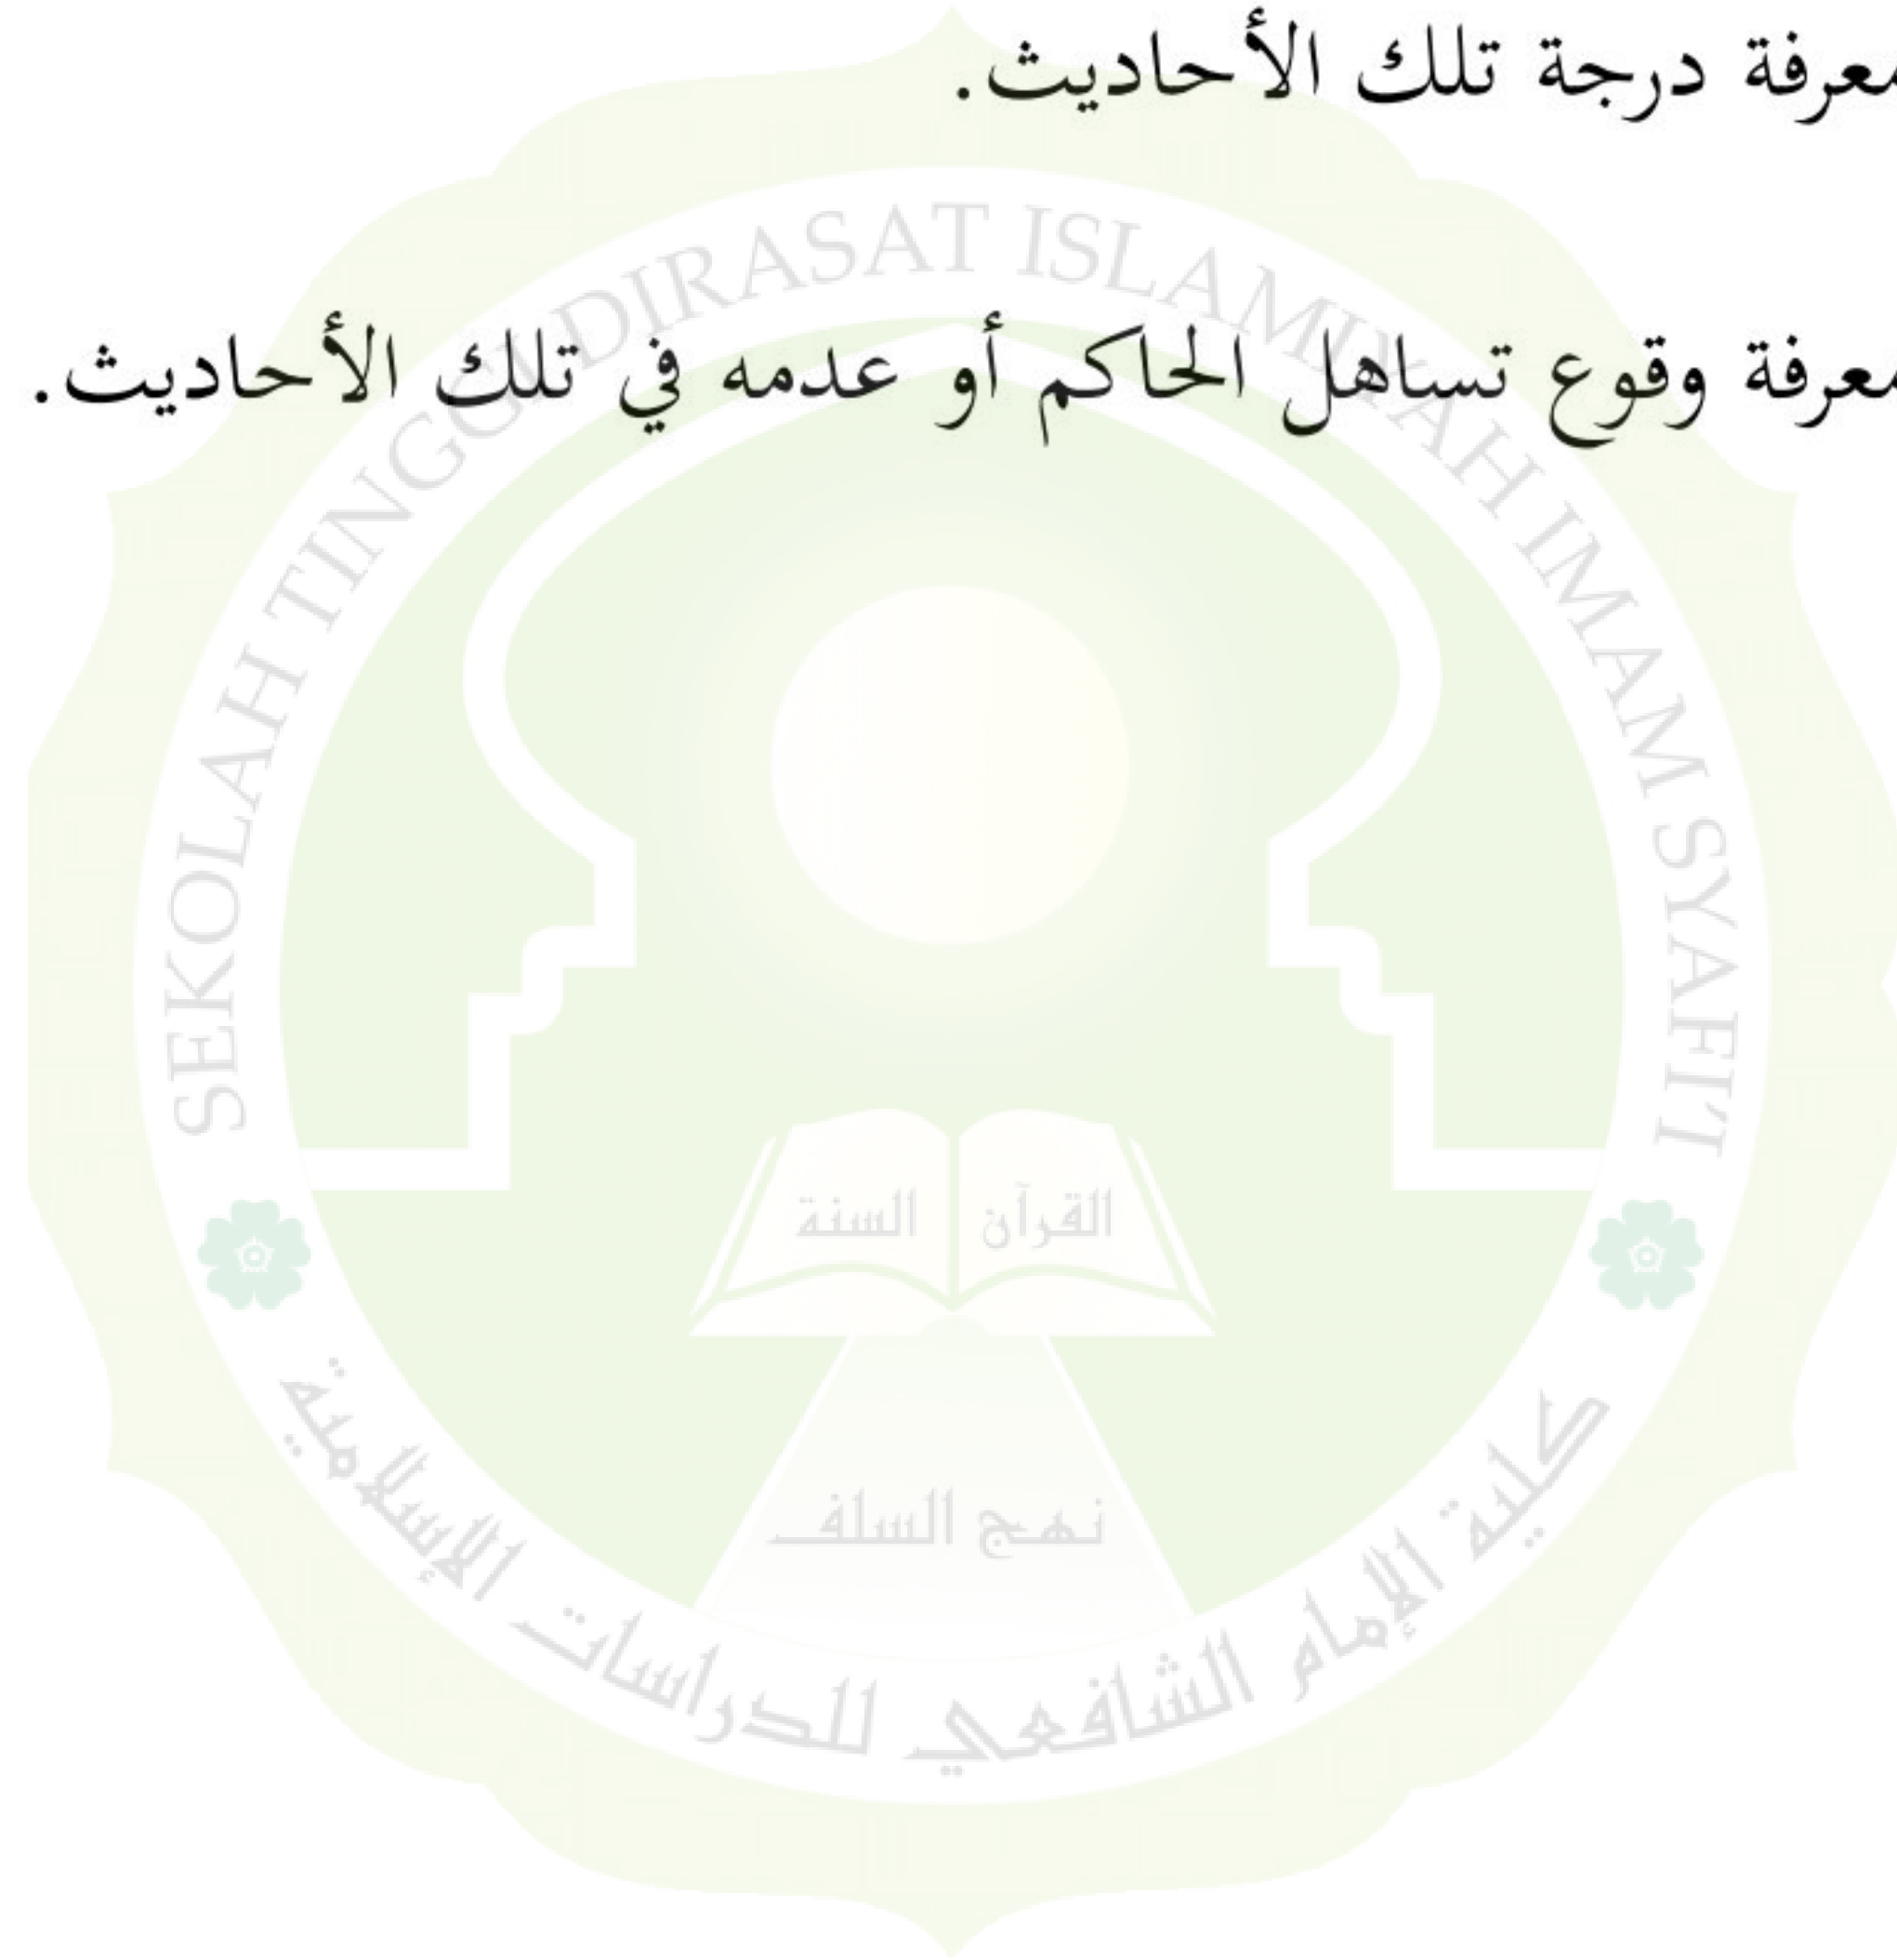 معرفة درجة تلك الأحاديث.
معرفة وقوع تساهل الحاكم أو عدمه في تلك الأحاديث.
SEKOLAH TINGGI DIRASAT ISLAMIYAH IMAM SYAFI'I
القرآن
السنة
نهج السلف
كلية الإمام الشافعي للدراسات الإسلامية